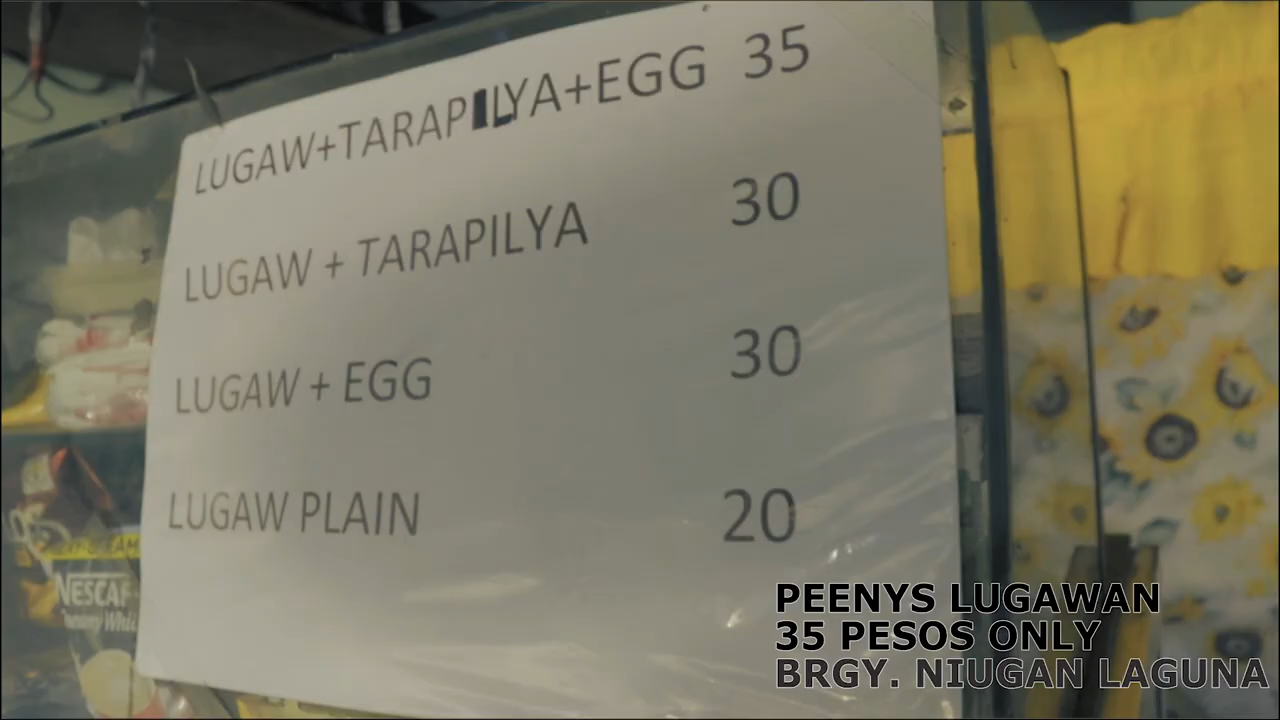 LUGAW+TARAPILYA+EGG 35
LUGAW + TARAPILYA 30
LUGAW + EGG 30
LUGAW PLAIN 20
NESCAF
PEENYS LUGAWAN
35 PESOS ONLY
BRGY. NIUGAN LAGUNA